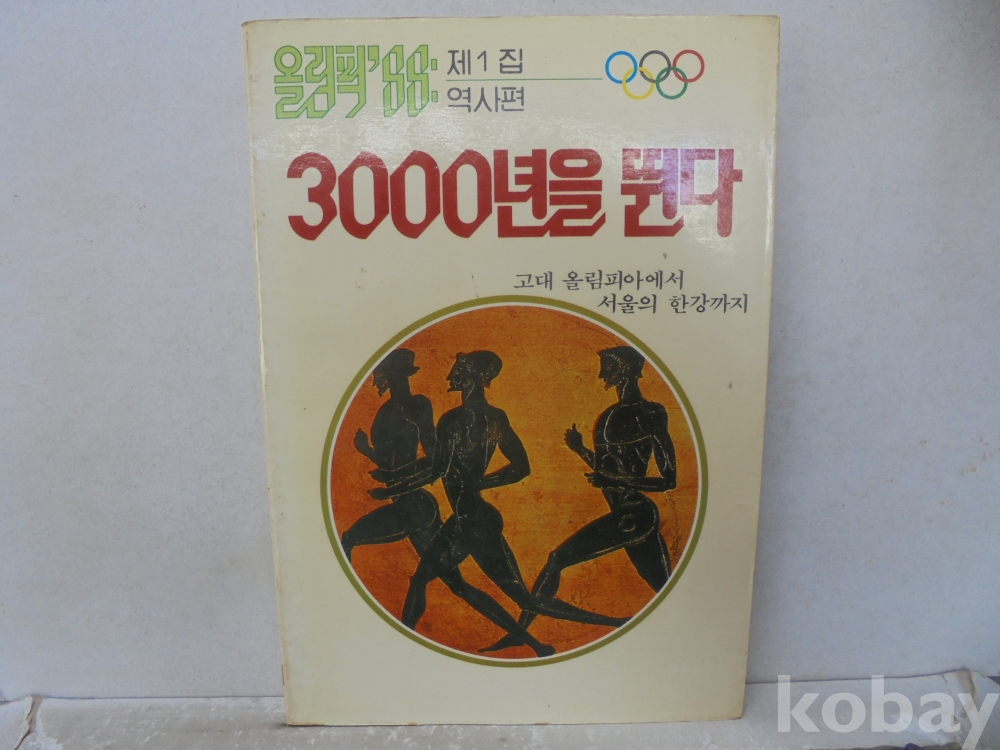 올림픽'88: 제1집
역사편
3000년을 뛴다
고대 올림피아에서
서울의 한강까지
kobay